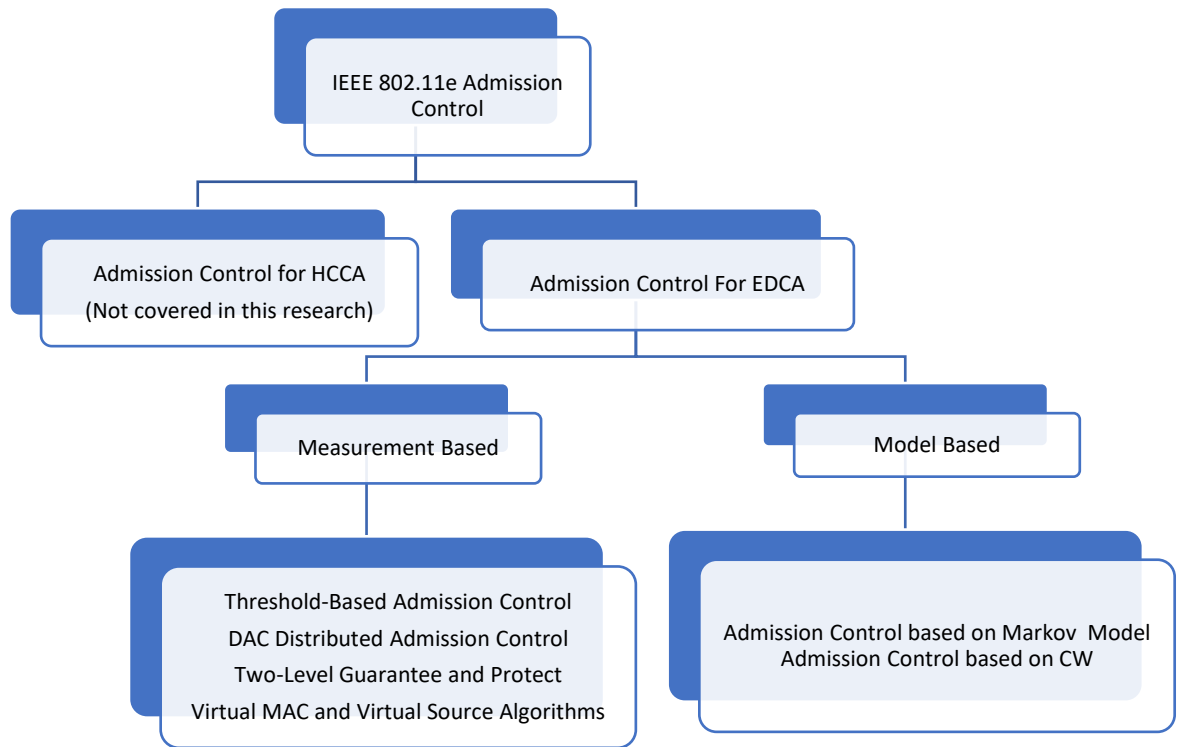 IEEE 802.11e Admission
Control
Admission Control for HCCA
(Not covered in this research)
Admission Control For EDCA
Measurement Based
Model Based
Threshold-Based Admission Control
DAC Distributed Admission Control
Two-Level Guarantee and Protect
Virtual MAC and Virtual Source Algorithms
Admission Control based on Markov  Model
Admission Control based on CW